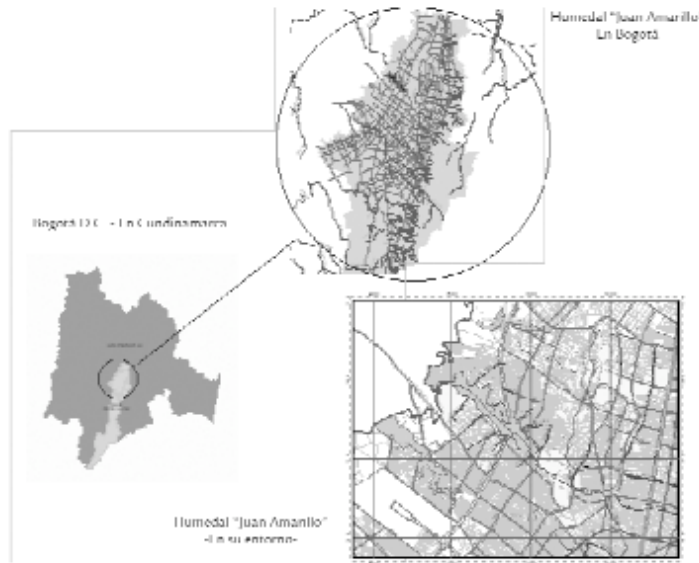 Humedal "Juan Amarillo
En Bogotá
Bogotá D.C. - En Cundinamarca
Humedal "Juan Amarillo"
-En su entorno-